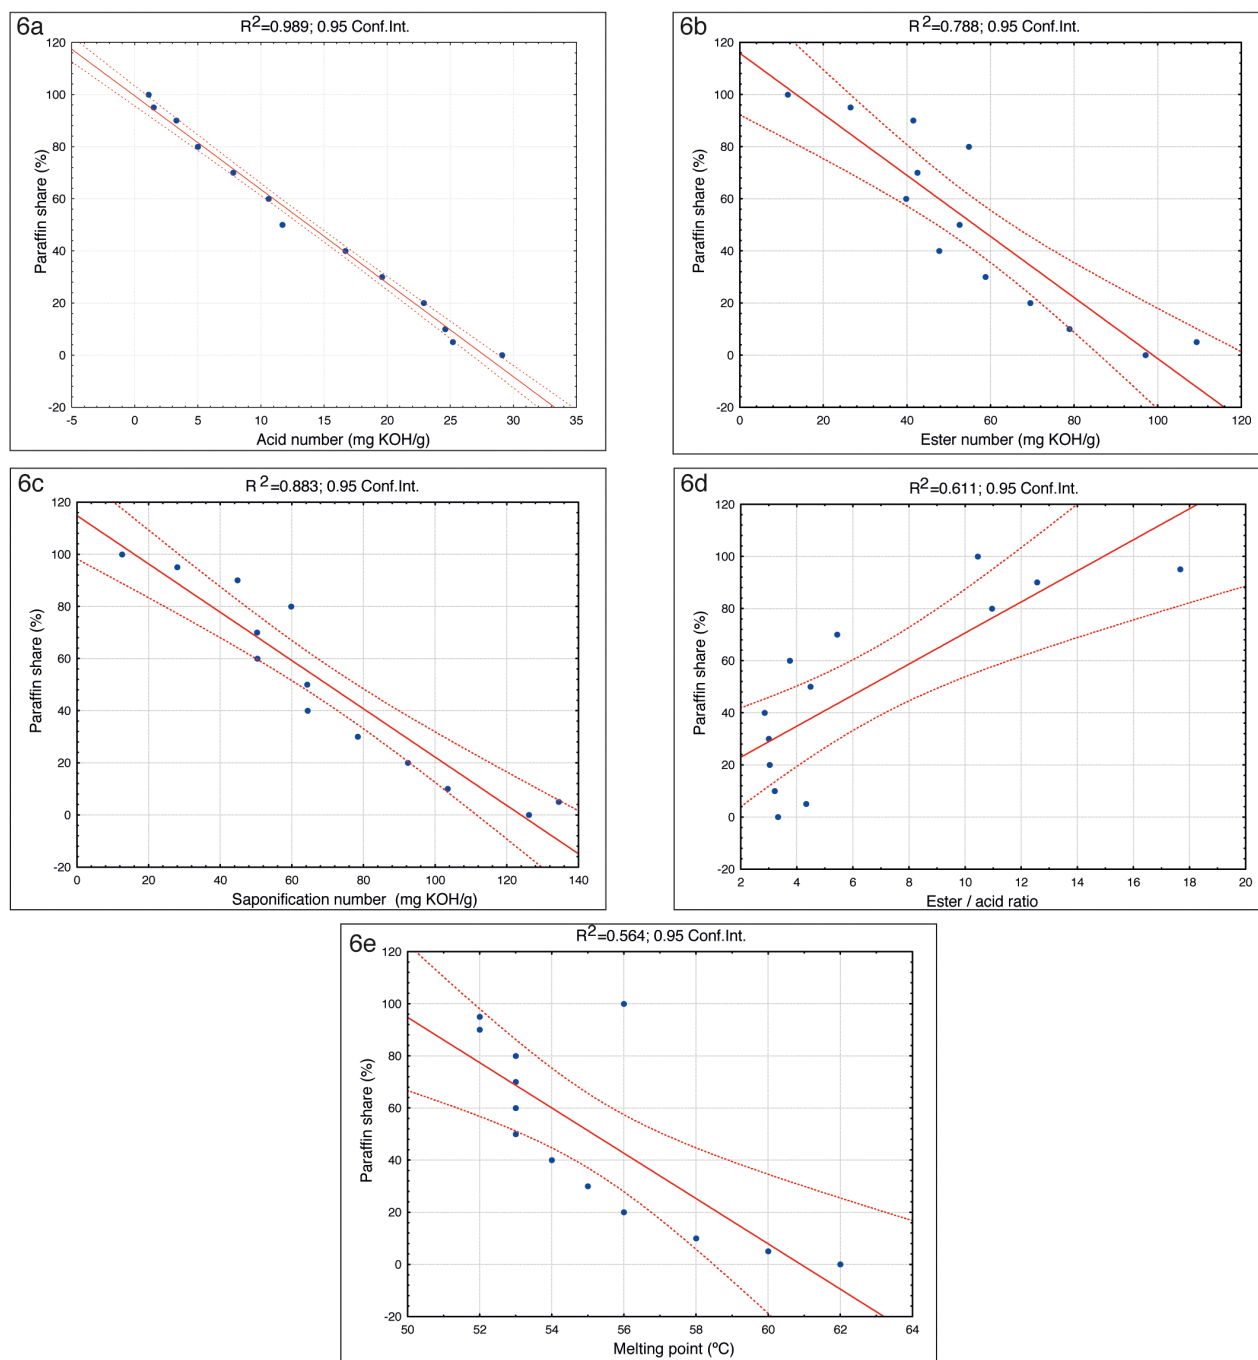 6a
R²=0.989; 0.95 Conf.Int.
120
100
80
60
40
20
0
-20
Paraffin share (%)
-5 0 5 10 15 20 25 30 35
Acid number (mg KOH/g)
6b
R²=0.788; 0.95 Conf.Int.
120
100
80
60
40
20
0
-20
Paraffin share (%)
0 20 40 60 80 100 120
Ester number (mg KOH/g)
6c
R²=0.883; 0.95 Conf.Int.
120
100
80
60
40
20
0
-20
Paraffin share (%)
0 20 40 60 80 100 120 140
Saponification number (mg KOH/g)
6d
R²=0.611; 0.95 Conf.Int.
120
100
80
60
40
20
0
-20
Paraffin share (%)
2 4 6 8 10 12 14 16 18 20
Ester / acid ratio
6e
R²=0.564; 0.95 Conf.Int.
120
100
80
60
40
20
0
-20
Paraffin share (%)
50 52 54 56 58 60 62 64
Melting point (ºC)